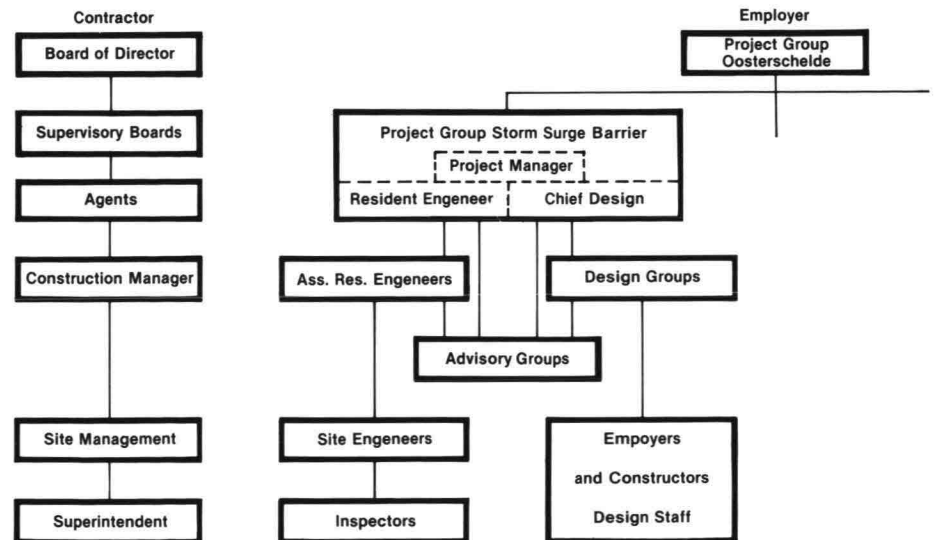 Contractor
Employer
Board of Director
Project Group
Oosterschelde
Supervisory Boards
Project Group Storm Surge Barrier
Project Manager
Agents
Resident Engeneer
Chief Design
Construction Manager
Ass. Res. Engeneers
Design Groups
Advisory Groups
Site Management
Site Engeneers
Empoyers
and Constructors
Design Staff
Superintendent
Inspectors